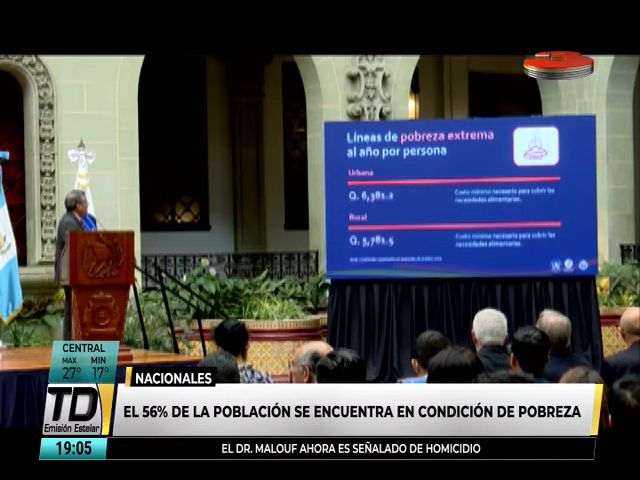 Líneas de pobreza extrema
al año por persona
Urbana
Q. 6,381.2
Costo mínimo necesario para cubrir las
necesidades alimentarias.
Rural
Q. 5,781.5
Costo mínimo necesario para cubrir las
necesidades alimentarias.
CENTRAL
MAX MIN
27° 17°
NACIONALES
TD
Emisión Estelar
EL 56% DE LA POBLACIÓN SE ENCUENTRA EN CONDICIÓN DE POBREZA
19:05
EL DR. MALOUF AHORA ES SEÑALADO DE HOMICIDIO